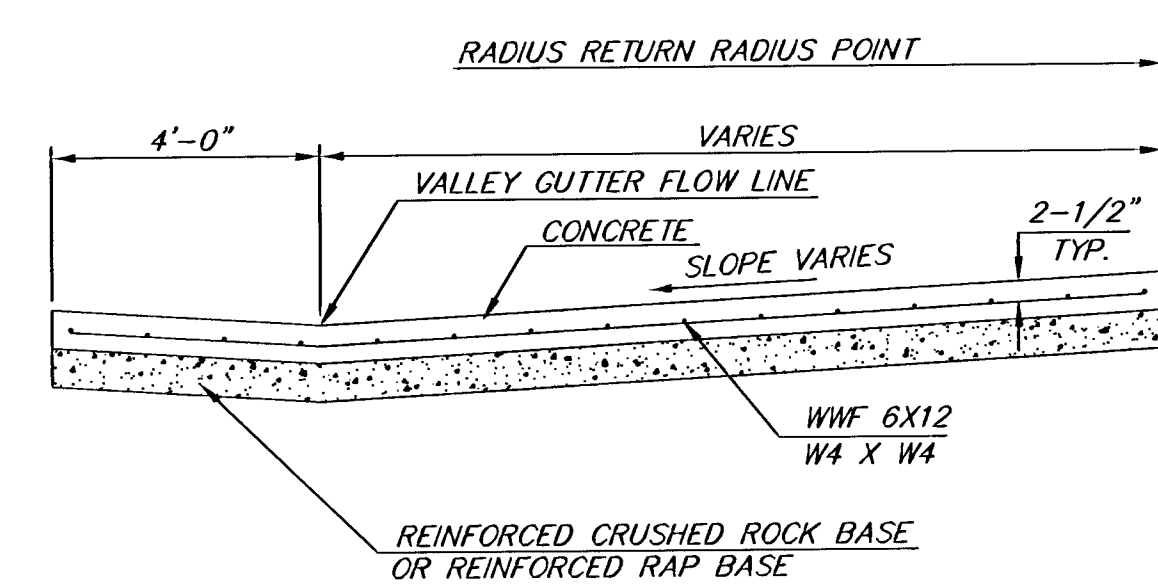 RADIUS RETURN RADIUS POINT
4'-0"
VARIES
VALLEY GUTTER FLOW LINE
CONCRETE
SLOPE VARIES
2-1/2"
TYP.
WWF 6X12
W4 X W4
REINFORCED CRUSHED ROCK BASE
OR REINFORCED RAP BASE